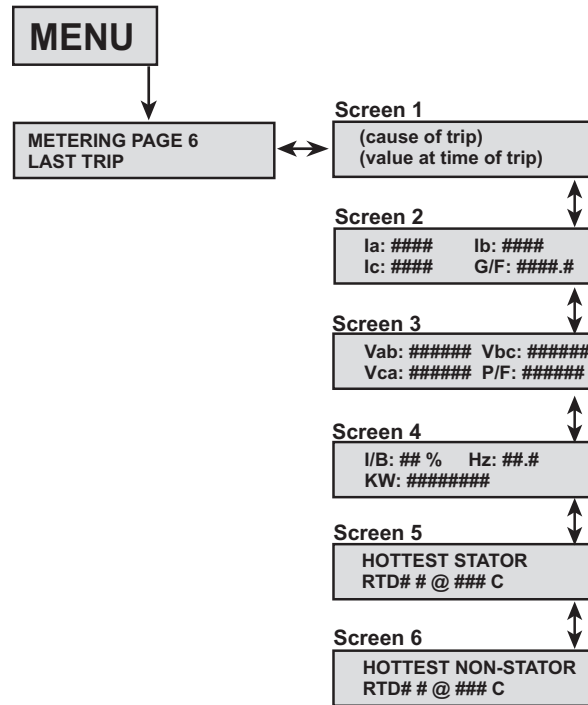 MENU
METERING PAGE 6
LAST TRIP
Screen 1
(cause of trip)
(value at time of trip)
Screen 2
Ia: #### Ib: ####
Ic: #### G/F: ####.#
Screen 3
Vab: ###### Vbc: ######
Vca: ###### P/F: ######
Screen 4
I/B: ## % Hz: ##.#
KW: ########
Screen 5
HOTTEST STATOR
RTD# # @ ### C
Screen 6
HOTTEST NON-STATOR
RTD# # @ ### C